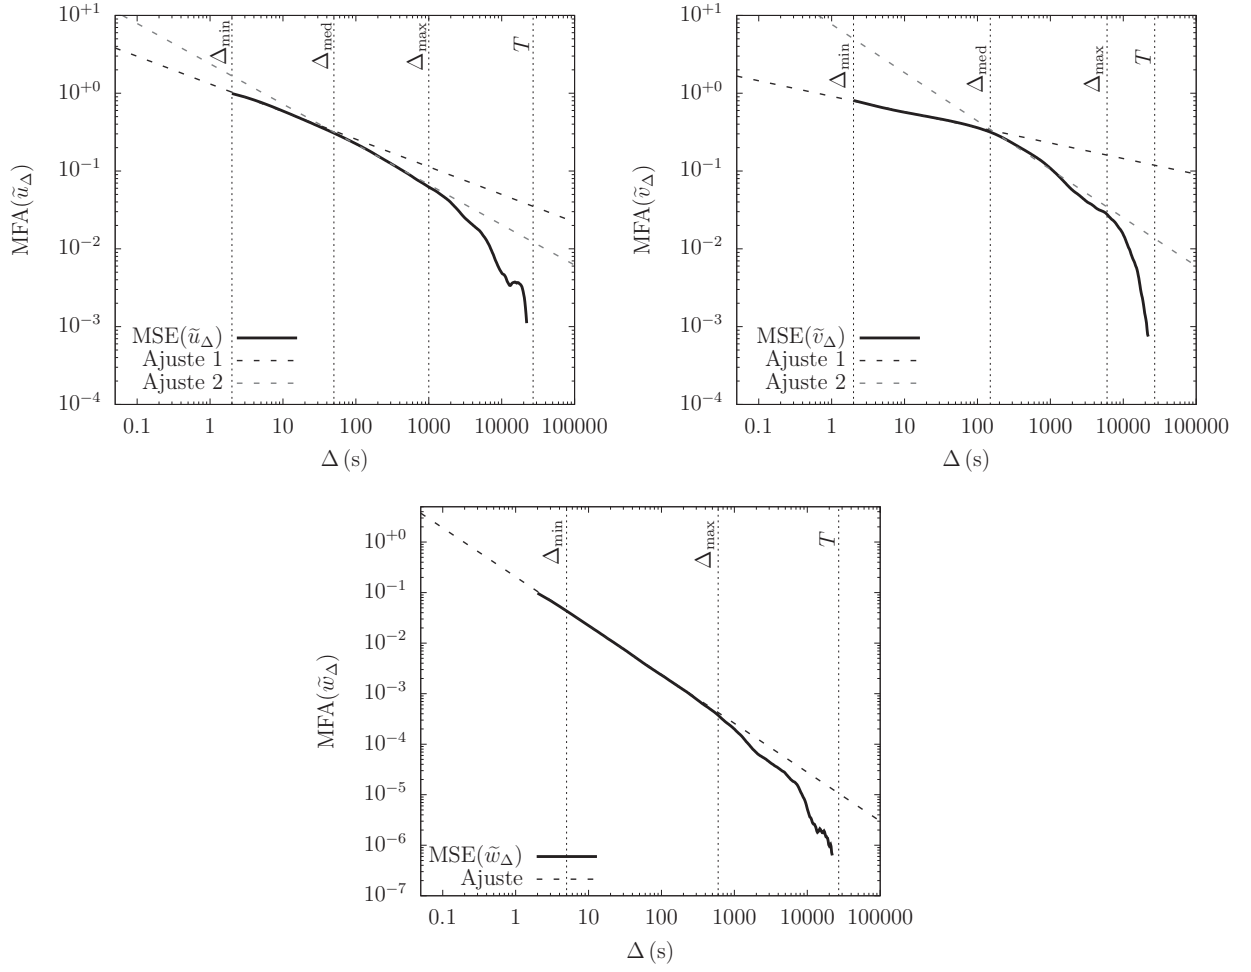 10⁺¹
10⁺⁰
10⁻¹
10⁻²
10⁻³
10⁻⁴
MFA(ũ_Δ)
Δ_min
Δ_med
Δ_max
T
MSE(ũ_Δ)
Ajuste 1
Ajuste 2
0.1 1 10 100 1000 10000 100000
Δ (s)
10⁺¹
10⁺⁰
10⁻¹
10⁻²
10⁻³
10⁻⁴
MFA(ṽ_Δ)
Δ_min
Δ_med
Δ_max
T
MSE(ṽ_Δ)
Ajuste 1
Ajuste 2
0.1 1 10 100 1000 10000 100000
Δ (s)
10⁺⁰
10⁻¹
10⁻²
10⁻³
10⁻⁴
10⁻⁵
10⁻⁶
10⁻⁷
MFA(w̃_Δ)
Δ_min
Δ_max
T
MSE(w̃_Δ)
Ajuste
0.1 1 10 100 1000 10000 100000
Δ (s)